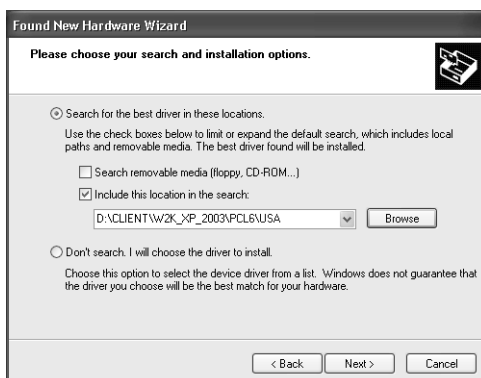 Found New Hardware Wizard
Please choose your search and installation options.
Search for the best driver in these locations.
Use the check boxes below to limit or expand the default search, which includes local
paths and removable media. The best driver found will be installed.
Search removable media (floppy, CD-ROM...)
Include this location in the search:
D:\CLIENT\W2K_XP_2003\PCL6\USA
Browse
Don't search. I will choose the driver to install.
Choose this option to select the device driver from a list. Windows does not guarantee that
the driver you choose will be the best match for your hardware.
< Back
Next >
Cancel